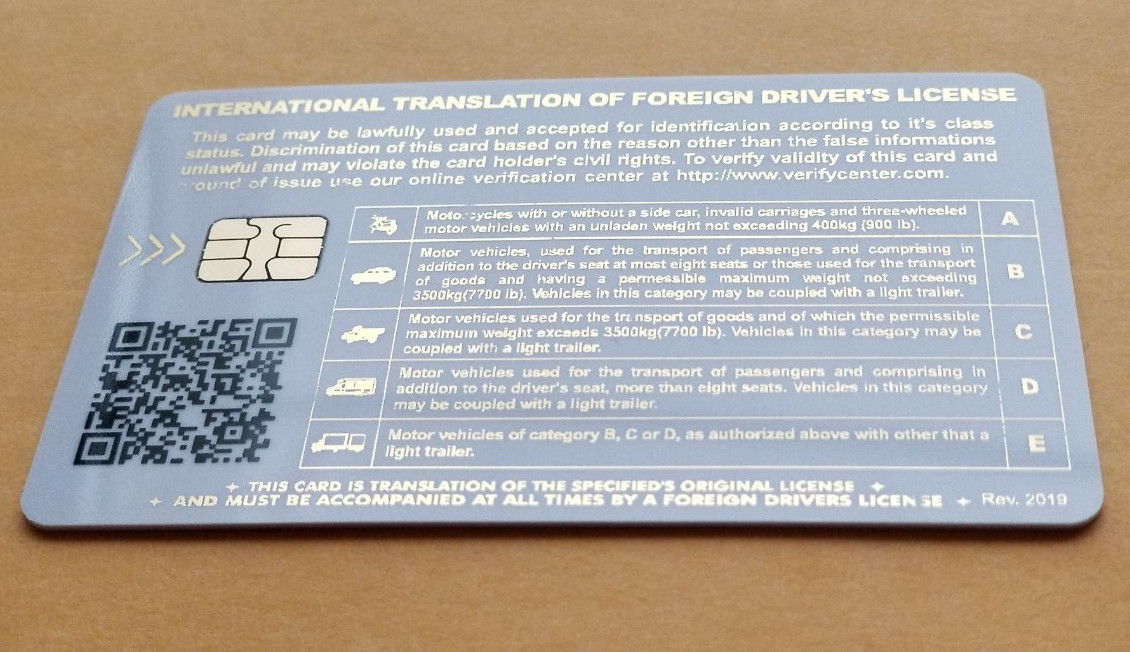 INTERNATIONAL TRANSLATION OF FOREIGN DRIVER'S LICENSE
This card may be lawfully used and accepted for identification according to it's class
status. Discrimination of this card based on the reason other than the false informations
unlawful and may violate the card holder's civil rights. To verify validity of this card and
round of issue use our online verification center at http://www.verifycenter.com.
Motorcycles with or without a side car, invalid carriages and three-wheeled
motor vehicles with an unladen weight not exceeding 400kg (900 lb).
A
Motor vehicles, used for the transport of passengers and comprising in
addition to the driver's seat at most eight seats or those used for the transport
of goods and having a permessible maximum weight not exceeding
3500kg(7700 lb). Vehicles in this category may be coupled with a light trailer.
B
Motor vehicles used for the transport of goods and of which the permissible
maximum weight exceeds 3500kg(7700 lb). Vehicles in this category may be
coupled with a light trailer.
C
Motor vehicles used for the transport of passengers and comprising in
addition to the driver's seat, more than eight seats. Vehicles in this category
may be coupled with a light trailer.
D
Motor vehicles of category B, C or D, as authorized above with other that a
light trailer.
E
THIS CARD IS TRANSLATION OF THE SPECIFIED'S ORIGINAL LICENSE
AND MUST BE ACCOMPANIED AT ALL TIMES BY A FOREIGN DRIVERS LICENSE
Rev. 2019